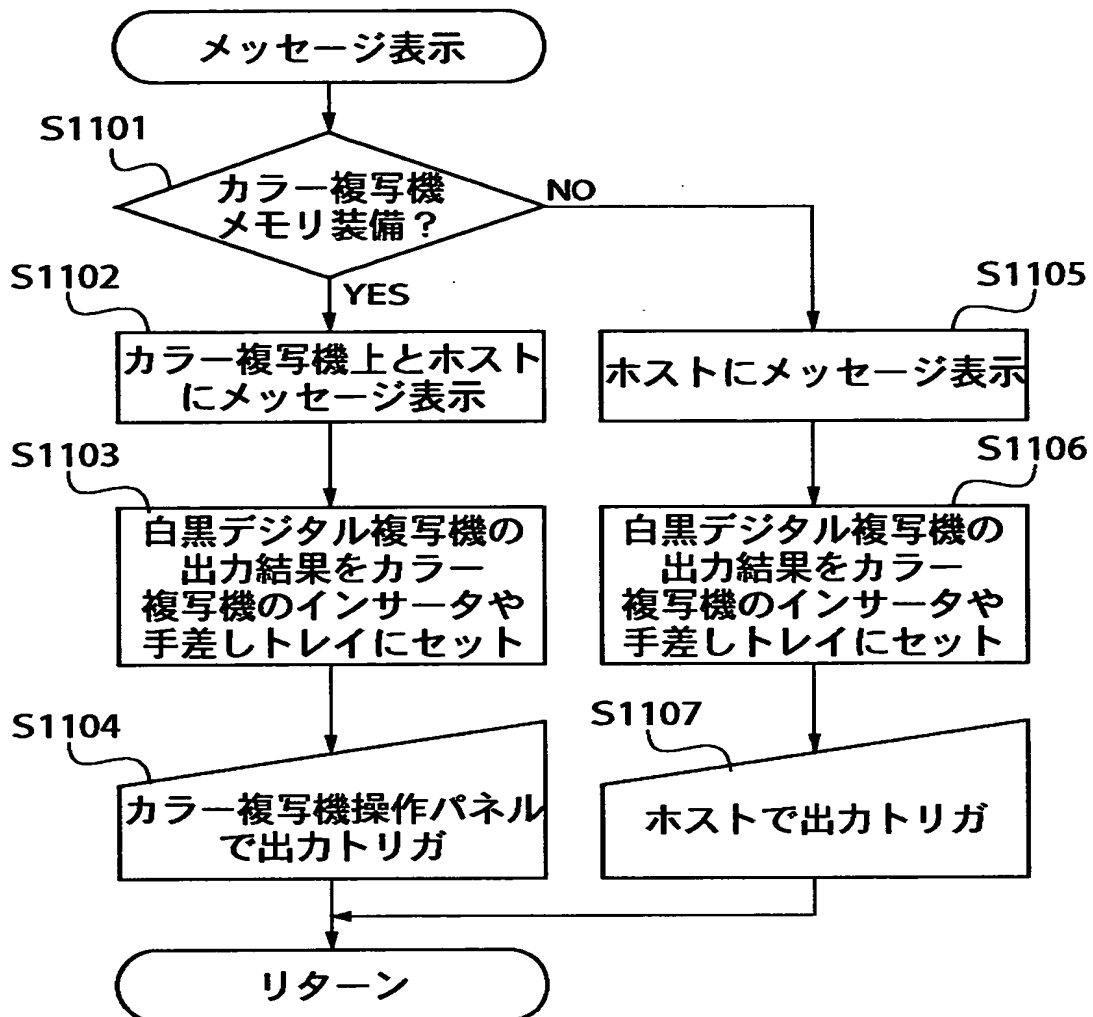 メッセージ表示
S1101
カラー複写機
メモリ装備？
NO
YES
S1102
カラー複写機上とホスト
にメッセージ表示
S1103
白黒デジタル複写機の
出力結果をカラー
複写機のインサータや
手差しトレイにセット
S1104
カラー複写機操作パネル
で出力トリガ
S1105
ホストにメッセージ表示
S1106
白黒デジタル複写機の
出力結果をカラー
複写機のインサータや
手差しトレイにセット
S1107
ホストで出力トリガ
リターン